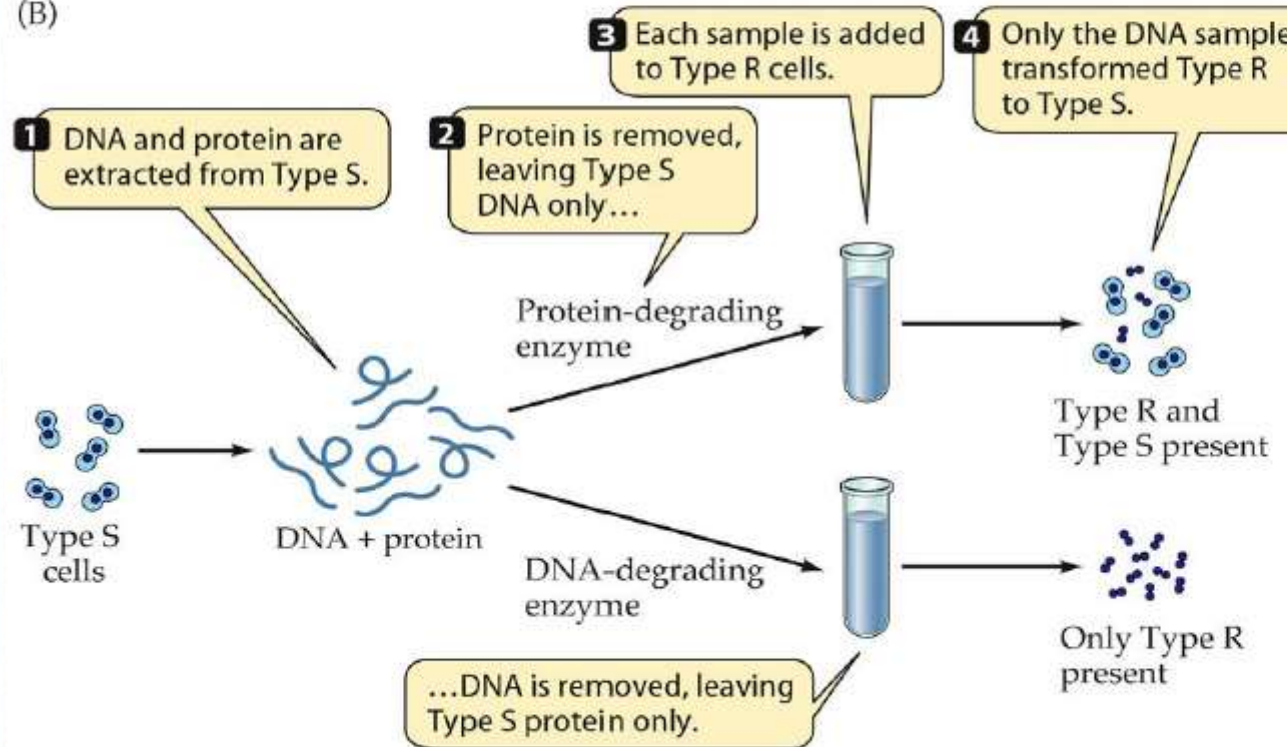 (B)
1 DNA and protein are
extracted from Type S.
2 Protein is removed,
leaving Type S
DNA only…
3 Each sample is added
to Type R cells.
4 Only the DNA sample
transformed Type R
to Type S.
Protein-degrading
enzyme
Type R and
Type S present
Type S
cells
DNA + protein
DNA-degrading
enzyme
Only Type R
present
…DNA is removed, leaving
Type S protein only.